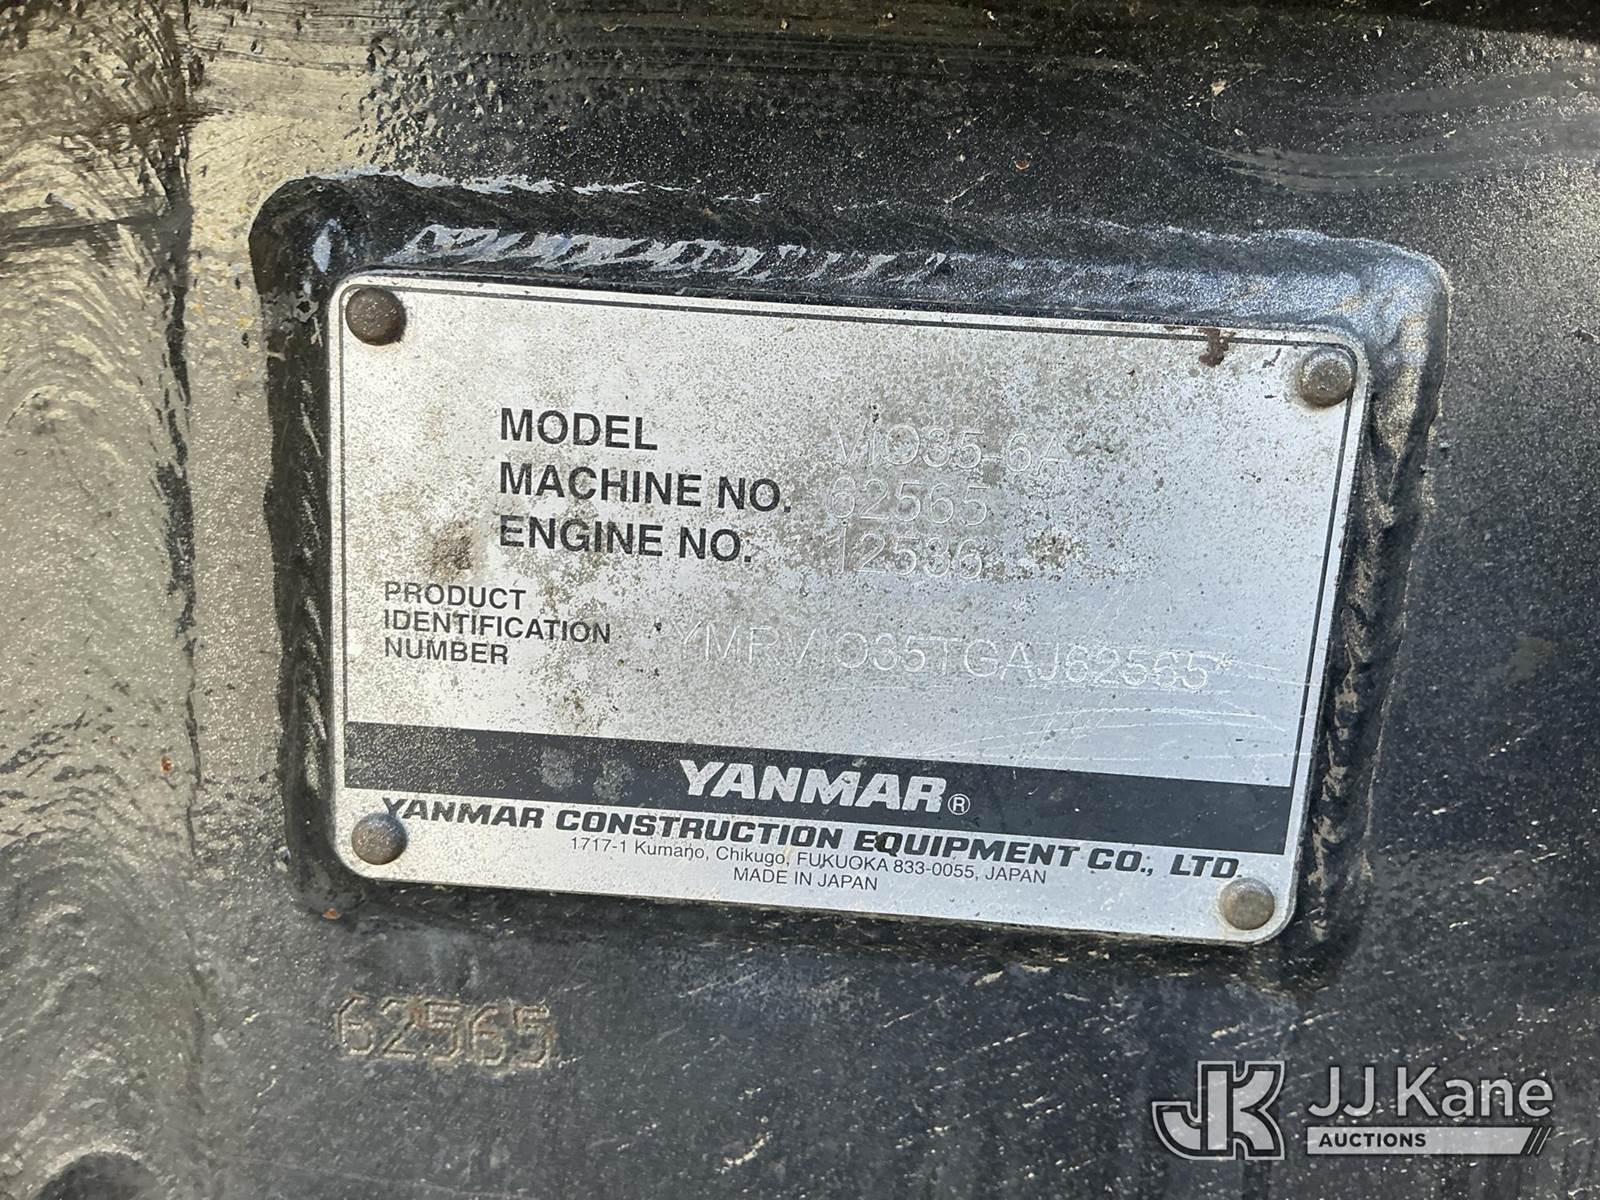 MODEL VIO35-6A
MACHINE NO. 62565
ENGINE NO. 12536
PRODUCT
IDENTIFICATION
NUMBER
*YMRVIO35TGAJ62565*
YANMAR®
YANMAR CONSTRUCTION EQUIPMENT CO., LTD.
1717-1 Kumano, Chikugo, FUKUOKA 833-0055, JAPAN
MADE IN JAPAN
62565
JK JJ Kane
AUCTIONS